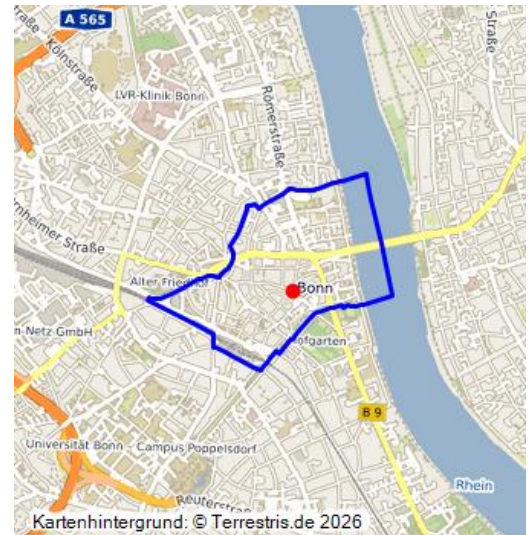 A 565
Kölnstraße
LVR-Klinik Bonn
Römerstraße
Straße
rnheimer Straße
Alter Friedhof
Bonn
n-Netz GmbH
ofgarten
B 9
Universität Bonn - Campus Poppelsdorf
Reuterstra
Rhein
Kartenhintergrund: © Terrestris.de 2026